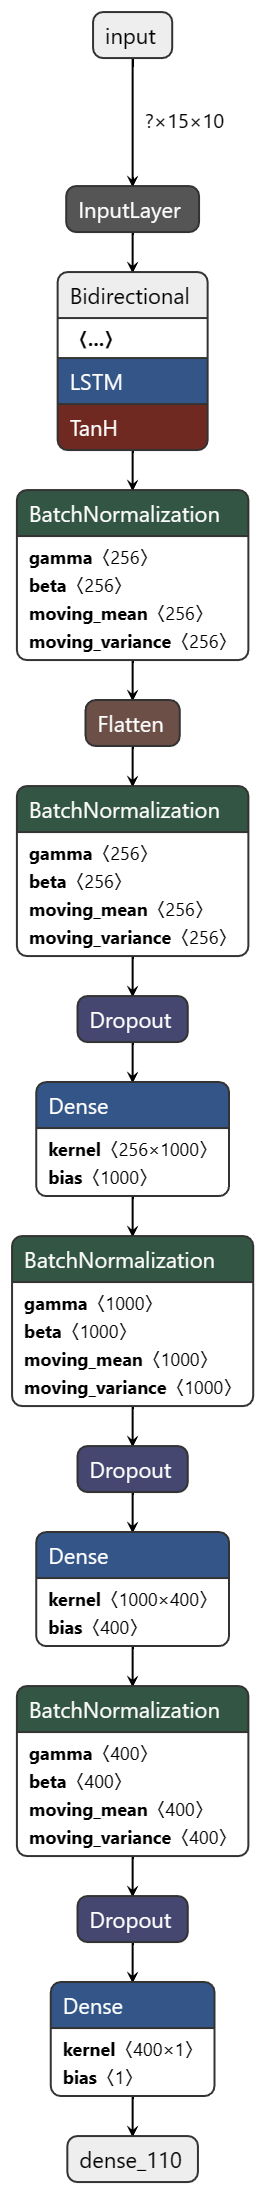 input
?×15×10
InputLayer
Bidirectional
⟨…⟩
LSTM
TanH
BatchNormalization
gamma ⟨256⟩
beta ⟨256⟩
moving_mean ⟨256⟩
moving_variance ⟨256⟩
Flatten
BatchNormalization
gamma ⟨256⟩
beta ⟨256⟩
moving_mean ⟨256⟩
moving_variance ⟨256⟩
Dropout
Dense
kernel ⟨256×1000⟩
bias ⟨1000⟩
BatchNormalization
gamma ⟨1000⟩
beta ⟨1000⟩
moving_mean ⟨1000⟩
moving_variance ⟨1000⟩
Dropout
Dense
kernel ⟨1000×400⟩
bias ⟨400⟩
BatchNormalization
gamma ⟨400⟩
beta ⟨400⟩
moving_mean ⟨400⟩
moving_variance ⟨400⟩
Dropout
Dense
kernel ⟨400×1⟩
bias ⟨1⟩
dense_110